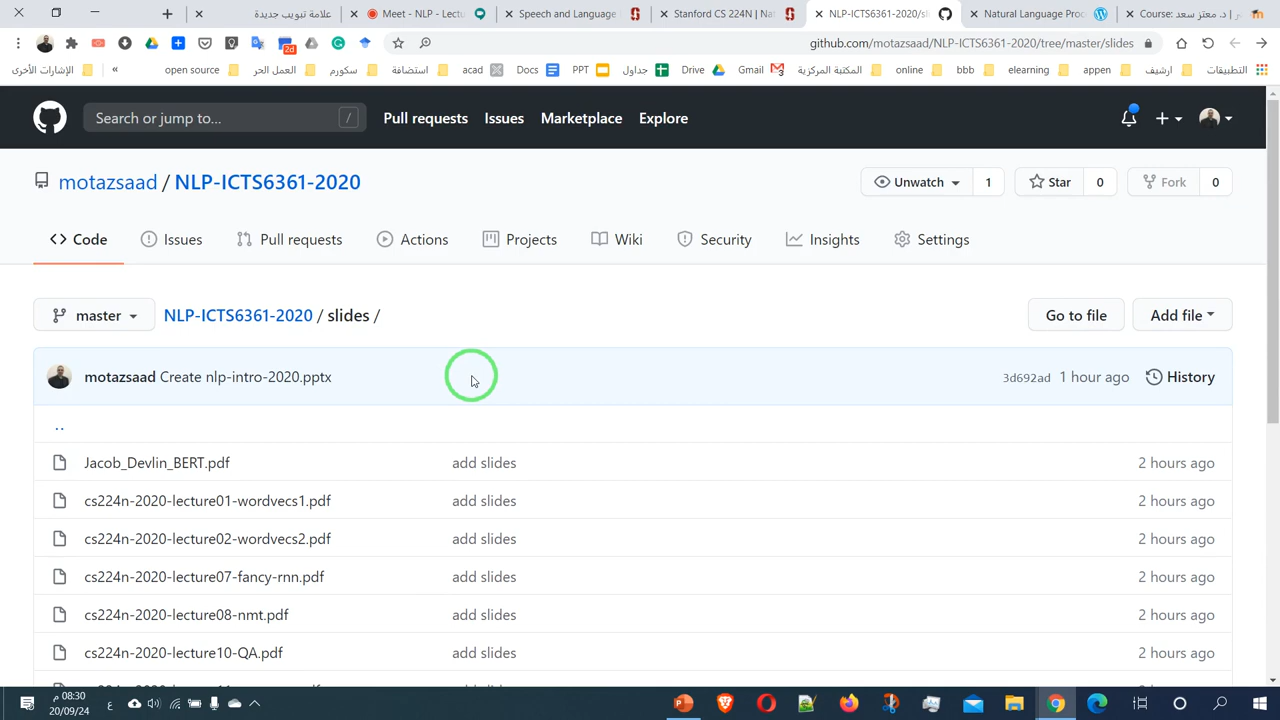 علامة تبويب جديدة
Meet - NLP - Lectu
Speech and Language
Stanford CS 224N | Na
NLP-ICTS6361-2020/sl
Natural Language Proc
د. معتز سعد :Course
2d
github.com/motazsaad/NLP-ICTS6361-2020/tree/master/slides
الإشارات الأخرى
»
open source
العمل الحر
سكورم
استضافة
acad
Docs
PPT
جداول
Drive
Gmail
المكتبة المركزية
online
bbb
ارشيف
elearning
appen
التطبيقات
Search or jump to...
/
Pull requests
Issues
Marketplace
Explore
motazsaad / NLP-ICTS6361-2020
Unwatch 1
Star 0
Fork 0
Code
Issues
Pull requests
Actions
Projects
Wiki
Security
Insights
Settings
master
NLP-ICTS6361-2020 / slides /
Go to file
Add file
motazsaad Create nlp-intro-2020.pptx
3d692ad 1 hour ago
History
..
Jacob_Devlin_BERT.pdf add slides 2 hours ago
cs224n-2020-lecture01-wordvecs1.pdf add slides 2 hours ago
cs224n-2020-lecture02-wordvecs2.pdf add slides 2 hours ago
cs224n-2020-lecture07-fancy-rnn.pdf add slides 2 hours ago
cs224n-2020-lecture08-nmt.pdf add slides 2 hours ago
cs224n-2020-lecture10-QA.pdf add slides 2 hours ago
08:30 م
20/09/24
ع